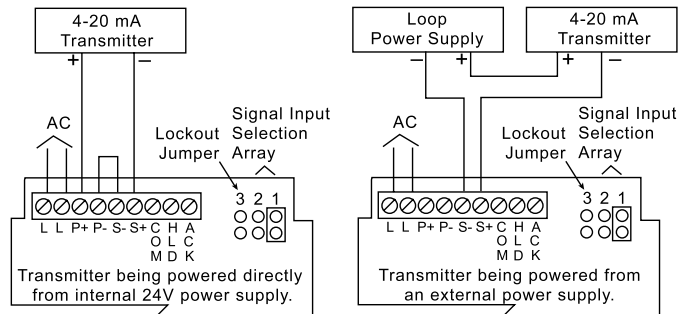 4-20 mA
Transmitter
+
–
AC
Signal Input
Lockout Selection
Jumper Array
3 2 1
L L P+ P- S- S+ C H A
O L C
M D K
Transmitter being powered directly
from internal 24V power supply.
Loop
Power Supply
–
+
4-20 mA
Transmitter
+
–
AC
Signal Input
Lockout Selection
Jumper Array
3 2 1
L L P+ P- S- S+ C H A
O L C
M D K
Transmitter being powered from
an external power supply.